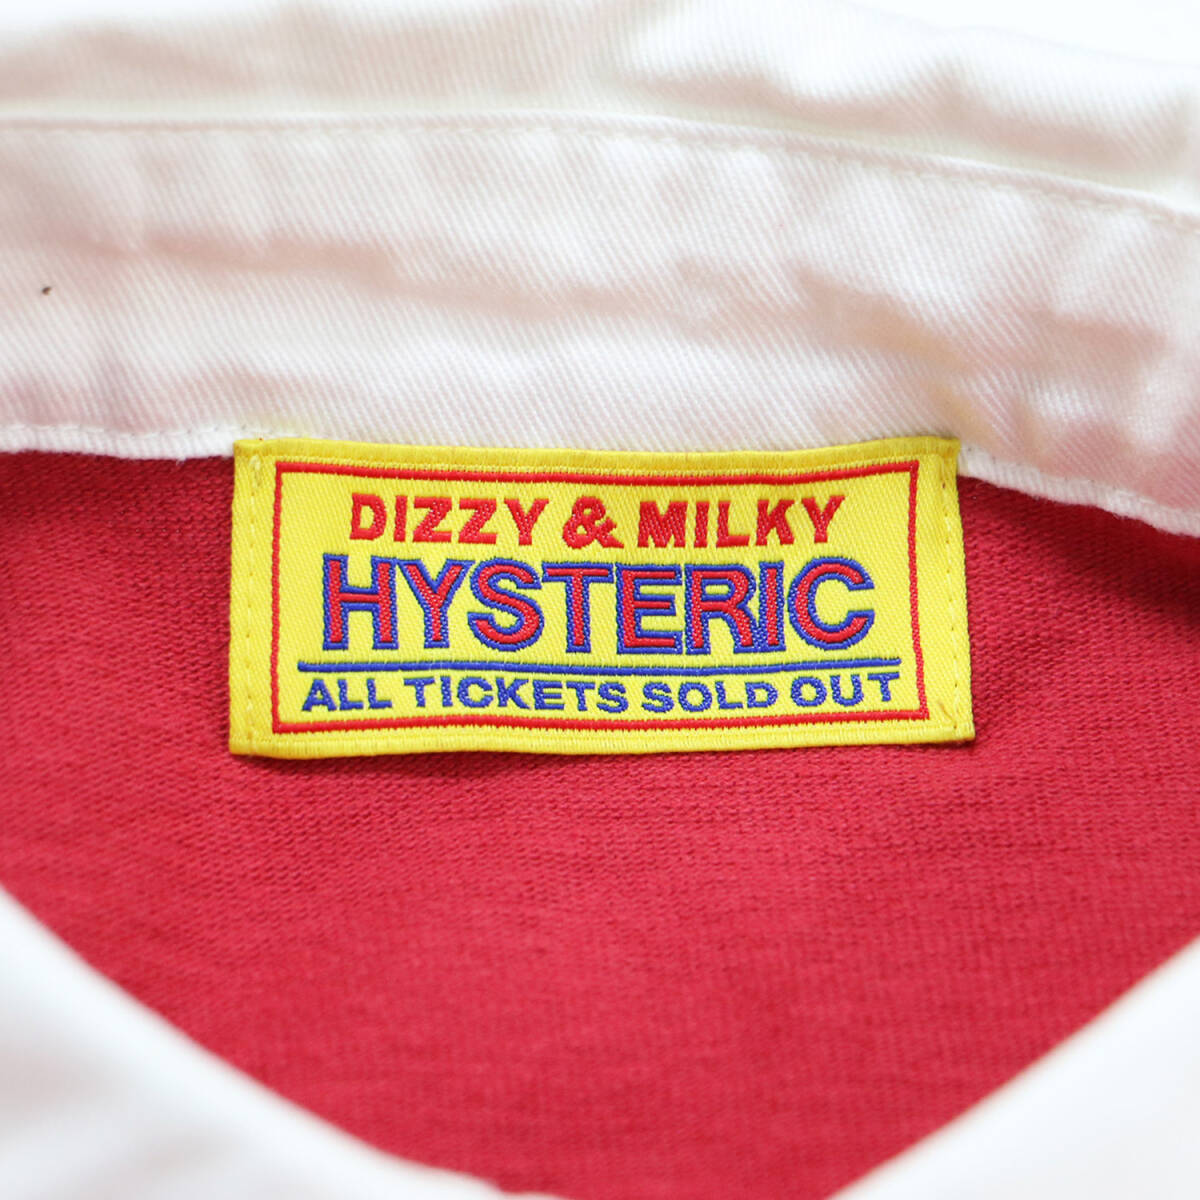 DIZZY & MILKY
HYSTERIC
ALL TICKETS SOLD OUT